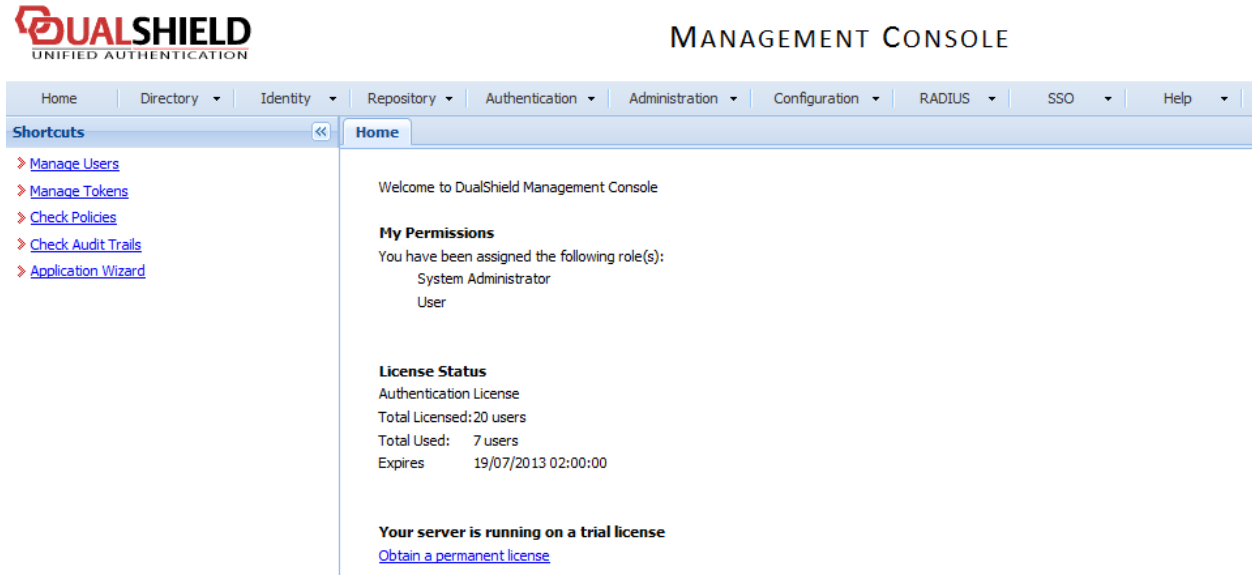 DUALSHIELD
UNIFIED AUTHENTICATION
MANAGEMENT CONSOLE
Home Directory Identity Repository Authentication Administration Configuration RADIUS SSO Help
Shortcuts
Manage Users
Manage Tokens
Check Policies
Check Audit Trails
Application Wizard
Home
Welcome to DualShield Management Console
My Permissions
You have been assigned the following role(s):
System Administrator
User
License Status
Authentication License
Total Licensed: 20 users
Total Used: 7 users
Expires 19/07/2013 02:00:00
Your server is running on a trial license
Obtain a permanent license